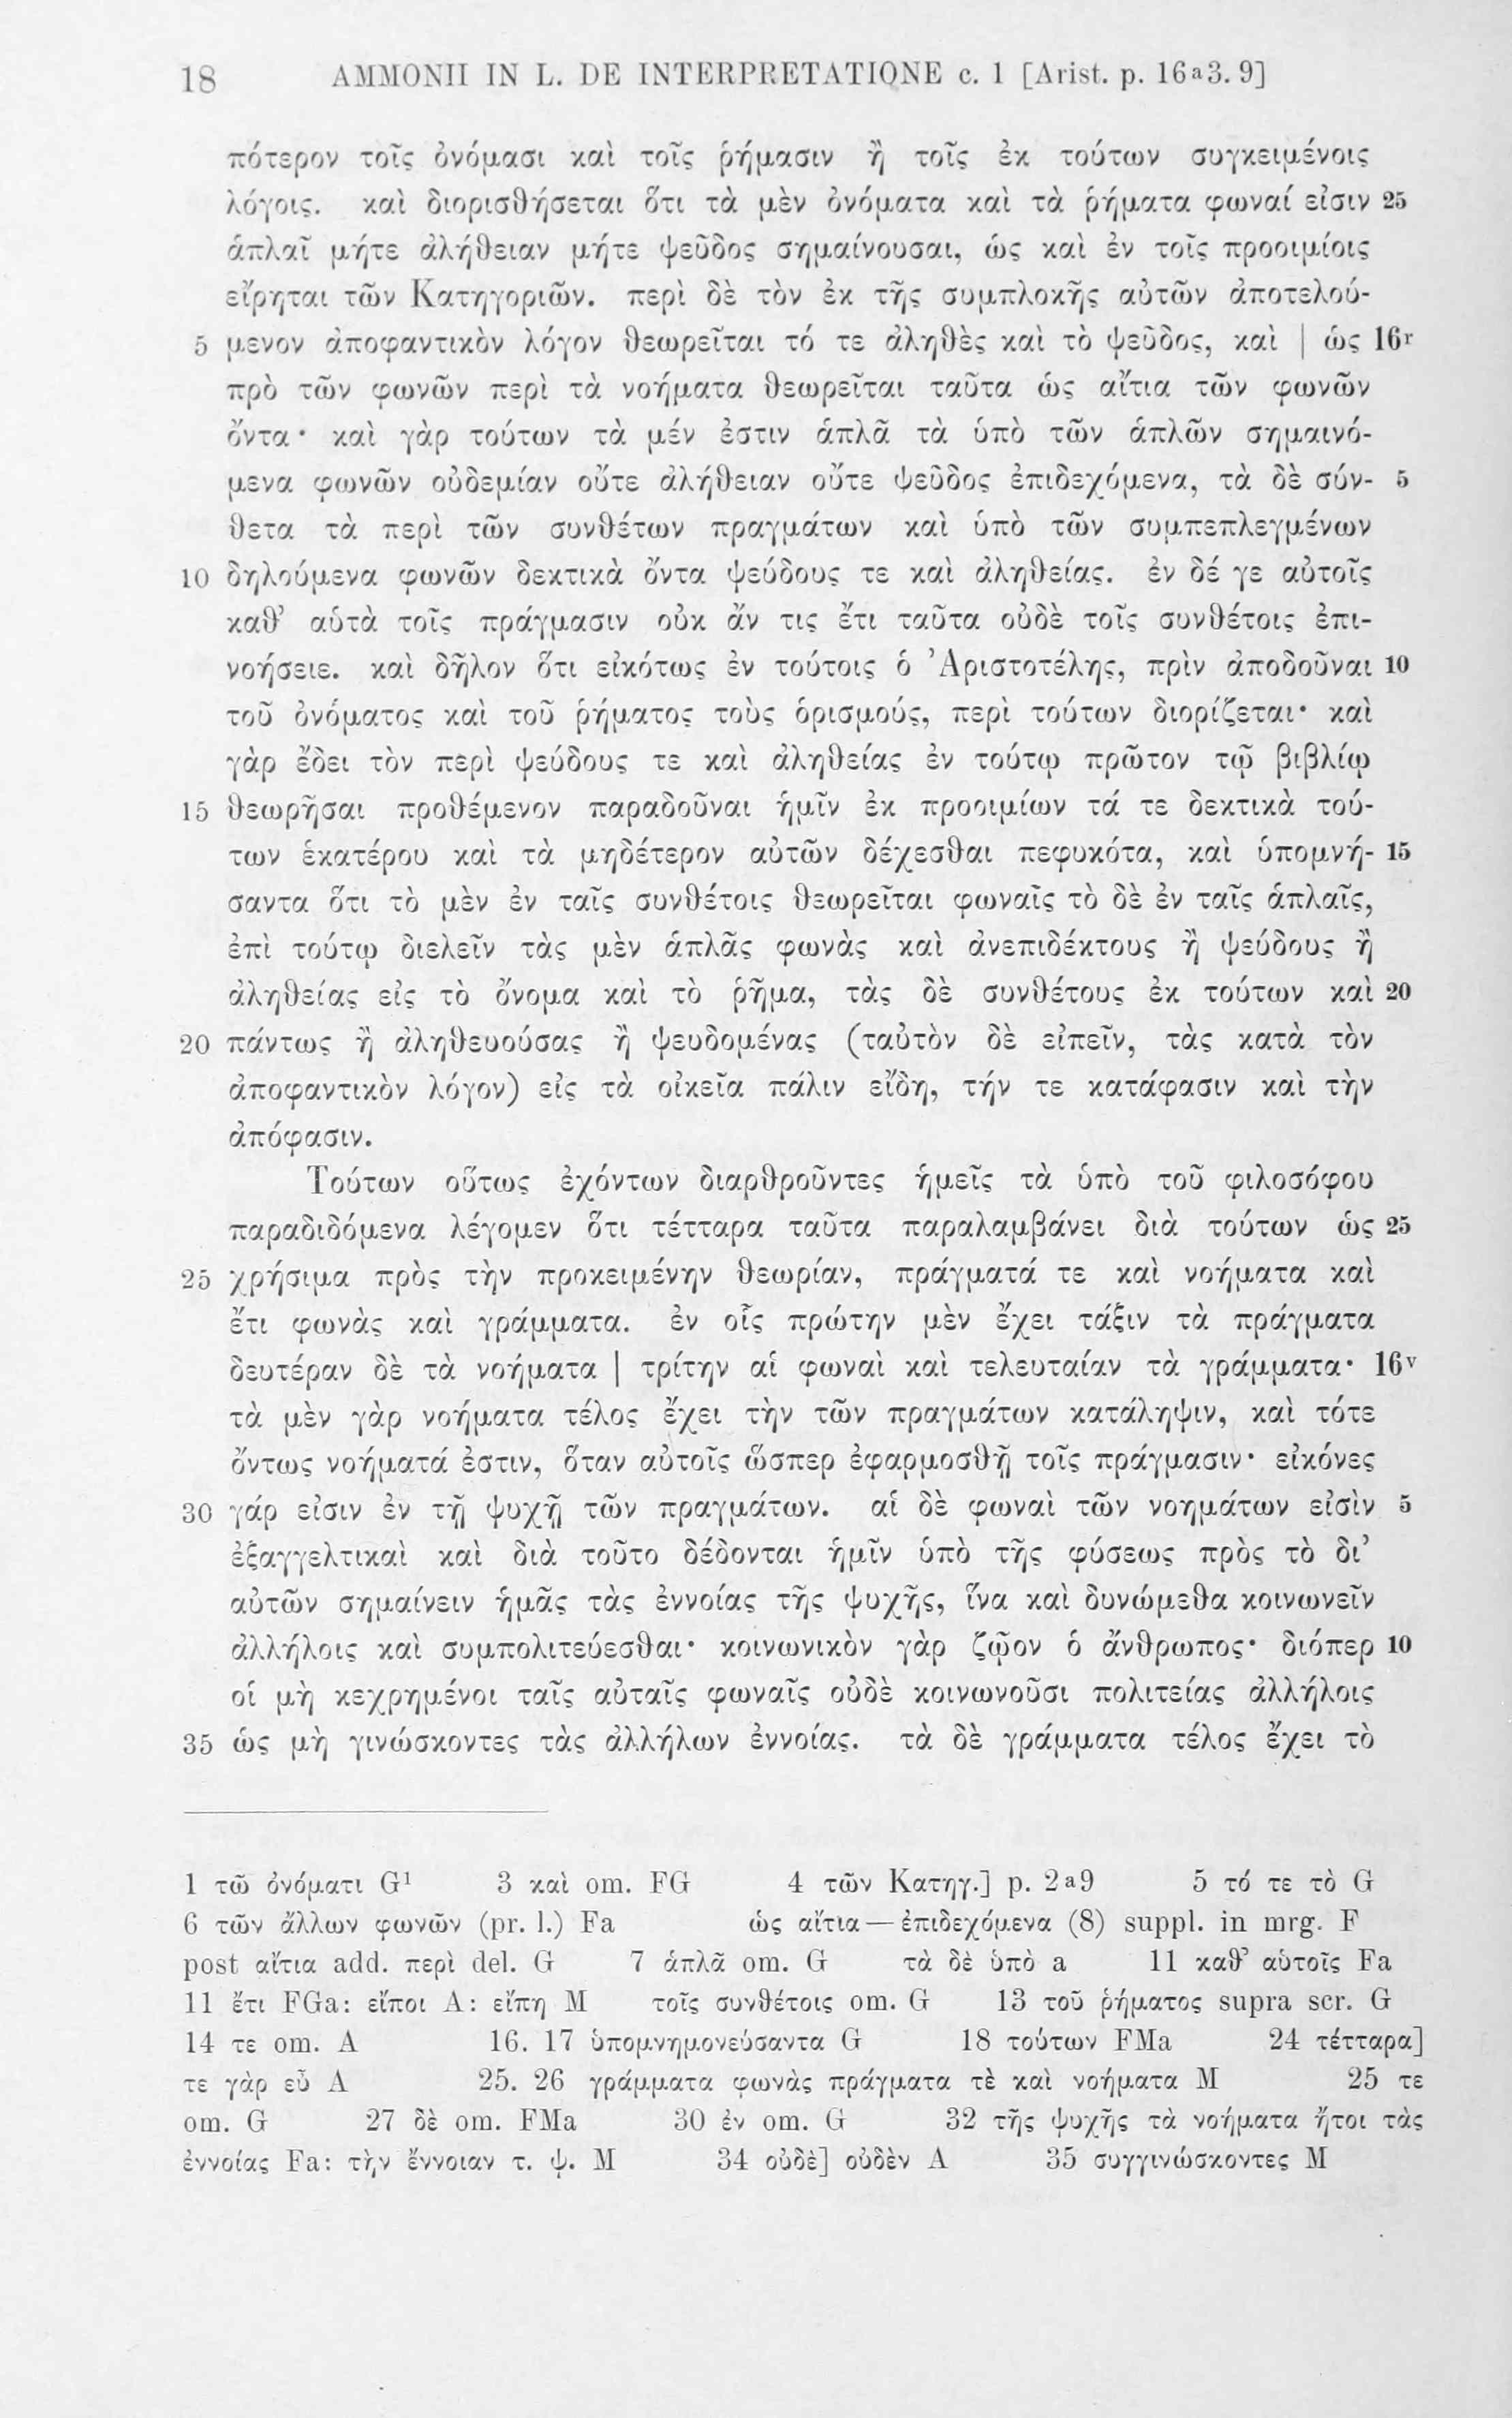 18 AMMONII IN L. DE INTERPRETATIONE c. 1 [Arist. p. 16ª3. 9]
πότερον τοῖς ὀνόμασι καὶ τοῖς ῥήμασιν ἢ τοῖς ἐκ τούτων συγκειμένοις
λόγοις. καὶ διορισθήσεται ὅτι τὰ μὲν ὀνόματα καὶ τὰ ῥήματα φωναί εἰσιν 25
ἁπλαῖ μήτε ἀλήθειαν μήτε ψεῦδος σημαίνουσαι, ὡς καὶ ἐν τοῖς προοιμίοις
εἴρηται τῶν Κατηγοριῶν. περὶ δὲ τὸν ἐκ τῆς συμπλοκῆς αὐτῶν ἀποτελού-
5 μενον ἀποφαντικὸν λόγον θεωρεῖται τό τε ἀληθὲς καὶ τὸ ψεῦδος, καὶ | ὡς 16r
πρὸ τῶν φωνῶν περὶ τὰ νοήματα θεωρεῖται ταῦτα ὡς αἴτια τῶν φωνῶν
ὄντα· καὶ γὰρ τούτων τὰ μέν ἐστιν ἁπλᾶ τὰ ὑπὸ τῶν ἁπλῶν σημαινό-
μενα φωνῶν οὐδεμίαν οὔτε ἀλήθειαν οὔτε ψεῦδος ἐπιδεχόμενα, τὰ δὲ σύν- 5
θετα τὰ περὶ τῶν συνθέτων πραγμάτων καὶ ὑπὸ τῶν συμπεπλεγμένων
10 δηλούμενα φωνῶν δεκτικὰ ὄντα ψεύδους τε καὶ ἀληθείας. ἐν δέ γε αὐτοῖς
καθ’ αὑτὰ τοῖς πράγμασιν οὐκ ἄν τις ἔτι ταῦτα οὐδὲ τοῖς συνθέτοις ἐπι-
νοήσειε. καὶ δῆλον ὅτι εἰκότως ἐν τούτοις ὁ Ἀριστοτέλης, πρὶν ἀποδοῦναι 10
τοῦ ὀνόματος καὶ τοῦ ῥήματος τοὺς ὁρισμούς, περὶ τούτων διορίζεται· καὶ
γὰρ ἔδει τὸν περὶ ψεύδους τε καὶ ἀληθείας ἐν τούτῳ πρῶτον τῷ βιβλίῳ
15 θεωρῆσαι προθέμενον παραδοῦναι ἡμῖν ἐκ προοιμίων τά τε δεκτικὰ τού-
των ἑκατέρου καὶ τὰ μηδέτερον αὐτῶν δέχεσθαι πεφυκότα, καὶ ὑπομνή- 15
σαντα ὅτι τὸ μὲν ἐν ταῖς συνθέτοις θεωρεῖται φωναῖς τὸ δὲ ἐν ταῖς ἁπλαῖς,
ἐπὶ τούτῳ διελεῖν τὰς μὲν ἁπλᾶς φωνὰς καὶ ἀνεπιδέκτους ἢ ψεύδους ἢ
ἀληθείας εἰς τὸ ὄνομα καὶ τὸ ῥῆμα, τὰς δὲ συνθέτους ἐκ τούτων καὶ 20
20 πάντως ἢ ἀληθευούσας ἢ ψευδομένας (ταὐτὸν δὲ εἰπεῖν, τὰς κατὰ τὸν
ἀποφαντικὸν λόγον) εἰς τὰ οἰκεῖα πάλιν εἴδη, τήν τε κατάφασιν καὶ τὴν
ἀπόφασιν.
Τούτων οὕτως ἐχόντων διαρθροῦντες ἡμεῖς τὰ ὑπὸ τοῦ φιλοσόφου
παραδιδόμενα λέγομεν ὅτι τέτταρα ταῦτα παραλαμβάνει διὰ τούτων ὡς 25
25 χρήσιμα πρὸς τὴν προκειμένην θεωρίαν, πράγματά τε καὶ νοήματα καὶ
ἔτι φωνὰς καὶ γράμματα. ἐν οἷς πρώτην μὲν ἔχει τάξιν τὰ πράγματα
δευτέραν δὲ τὰ νοήματα | τρίτην αἱ φωναὶ καὶ τελευταίαν τὰ γράμματα· 16v
τὰ μὲν γὰρ νοήματα τέλος ἔχει τὴν τῶν πραγμάτων κατάληψιν, καὶ τότε
ὄντως νοήματά ἐστιν, ὅταν αὐτοῖς ὥσπερ ἐφαρμοσθῇ τοῖς πράγμασιν· εἰκόνες
30 γάρ εἰσιν ἐν τῇ ψυχῇ τῶν πραγμάτων. αἱ δὲ φωναὶ τῶν νοημάτων εἰσὶν 5
ἐξαγγελτικαὶ καὶ διὰ τοῦτο δέδονται ἡμῖν ὑπὸ τῆς φύσεως πρὸς τὸ δι’
αὐτῶν σημαίνειν ἡμᾶς τὰς ἐννοίας τῆς ψυχῆς, ἵνα καὶ δυνώμεθα κοινωνεῖν
ἀλλήλοις καὶ συμπολιτεύεσθαι· κοινωνικὸν γὰρ ζῷον ὁ ἄνθρωπος· διόπερ 10
οἱ μὴ κεχρημένοι ταῖς αὐταῖς φωναῖς οὐδὲ κοινωνοῦσι πολιτείας ἀλλήλοις
35 ὡς μὴ γινώσκοντες τὰς ἀλλήλων ἐννοίας. τὰ δὲ γράμματα τέλος ἔχει τὸ
1 τῶ ὀνόματι G¹ 3 καὶ om. FG 4 τῶν Κατηγ.] p. 2ª9 5 τό τε τὸ G
6 τῶν ἄλλων φωνῶν (pr. l.) Fa ὡς αἴτια — ἐπιδεχόμενα (8) suppl. in mrg. F
post αἴτια add. περὶ del. G 7 ἁπλᾶ om. G τὰ δὲ ὑπὸ a 11 καθ’ αὑτοῖς Fa
11 ἔτι FGa: εἴποι A: εἴπη M τοῖς συνθέτοις om. G 13 τοῦ ῥήματος supra scr. G
14 τε om. A 16. 17 ὑπομνημονεύσαντα G 18 τούτων FMa 24 τέτταρα]
τε γὰρ εὖ A 25. 26 γράμματα φωνὰς πράγματα τὲ καὶ νοήματα M 25 τε
om. G 27 δὲ om. FMa 30 ἐν om. G 32 τῆς ψυχῆς τὰ νοήματα ἤτοι τὰς
ἐννοίας Fa: τὴν ἔννοιαν τ. ψ. M 34 οὐδὲ] οὐδὲν A 35 συγγινώσκοντες M